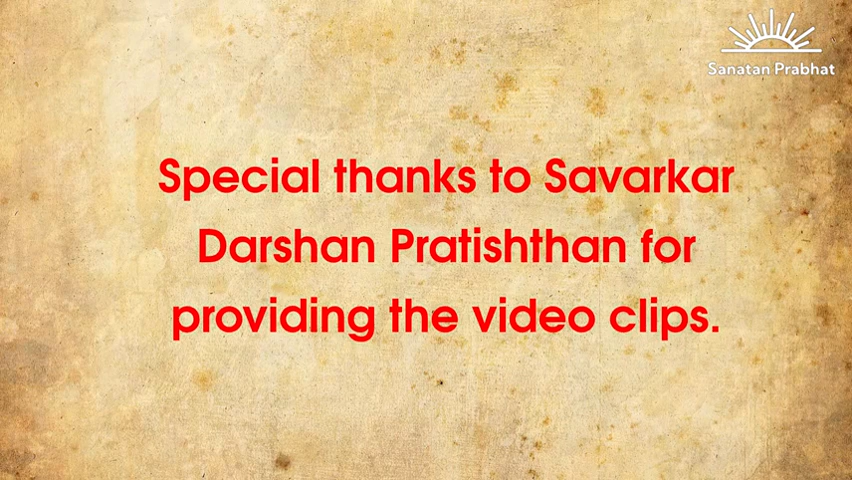 Sanatan Prabhat
Special thanks to Savarkar
Darshan Pratishthan for
providing the video clips.